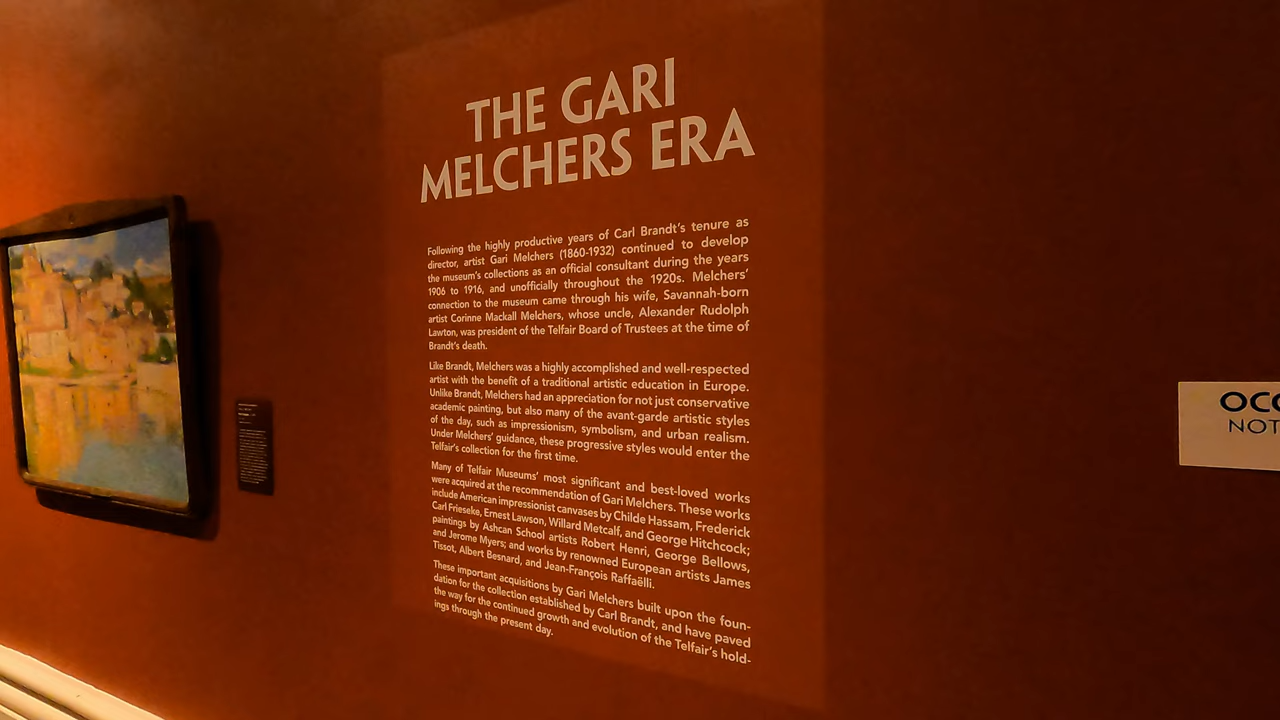 THE GARI
MELCHERS ERA
Following the highly productive years of Carl Brandt's tenure as
director, artist Gari Melchers (1860-1932) continued to develop
the museum's collections as an official consultant during the years
1906 to 1916, and unofficially throughout the 1920s. Melchers'
connection to the museum came through his wife, Savannah-born
artist Corinne Mackall Melchers, whose uncle, Alexander Rudolph
Lawton, was president of the Telfair Board of Trustees at the time of
Brandt's death.
Like Brandt, Melchers was a highly accomplished and well-respected
artist with the benefit of a traditional artistic education in Europe.
Unlike Brandt, Melchers had an appreciation for not just conservative
academic painting, but also many of the avant-garde artistic styles
of the day, such as impressionism, symbolism, and urban realism.
Under Melchers' guidance, these progressive styles would enter the
Telfair's collection for the first time.
Many of Telfair Museums' most significant and best-loved works
were acquired at the recommendation of Gari Melchers. These works
include American impressionist canvases by Childe Hassam, Frederick
Carl Frieseke, Ernest Lawson, Willard Metcalf, and George Hitchcock;
paintings by Ashcan School artists Robert Henri, George Bellows,
and Jerome Myers; and works by renowned European artists James
Tissot, Albert Besnard, and Jean-François Raffaëlli.
These important acquisitions by Gari Melchers built upon the foun-
dation for the collection established by Carl Brandt, and have paved
the way for the continued growth and evolution of the Telfair's hold-
ings through the present day.
OCC
NOT